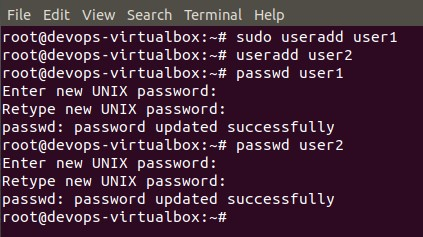 File Edit View Search Terminal Help
root@devops-virtualbox:~# sudo useradd user1
root@devops-virtualbox:~# useradd user2
root@devops-virtualbox:~# passwd user1
Enter new UNIX password:
Retype new UNIX password:
passwd: password updated successfully
root@devops-virtualbox:~# passwd user2
Enter new UNIX password:
Retype new UNIX password:
passwd: password updated successfully
root@devops-virtualbox:~#